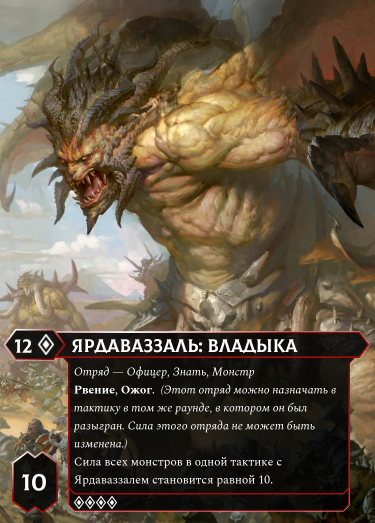 12 ЯРДАВАЗЗАЛЬ: ВЛАДЫКА
Отряд — Офицер, Знать, Монстр
Рвение, Ожог. (Этот отряд можно назначать в
тактику в том же раунде, в котором он был
разыгран. Сила этого отряда не может быть
изменена.)
Сила всех монстров в одной тактике с
Ярдаваззалем становится равной 10.
10